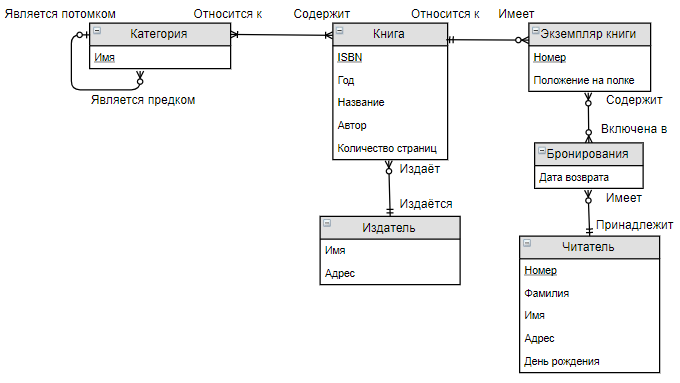 Является потомком
Относится к
Содержит
Относится к
Имеет
Категория
Имя
Является предком
Книга
ISBN
Год
Название
Автор
Количество страниц
Экземпляр книги
Номер
Положение на полке
Содержит
Включена в
Бронирования
Дата возврата
Издаёт
Издаётся
Имеет
Принадлежит
Издатель
Имя
Адрес
Читатель
Номер
Фамилия
Имя
Адрес
День рождения